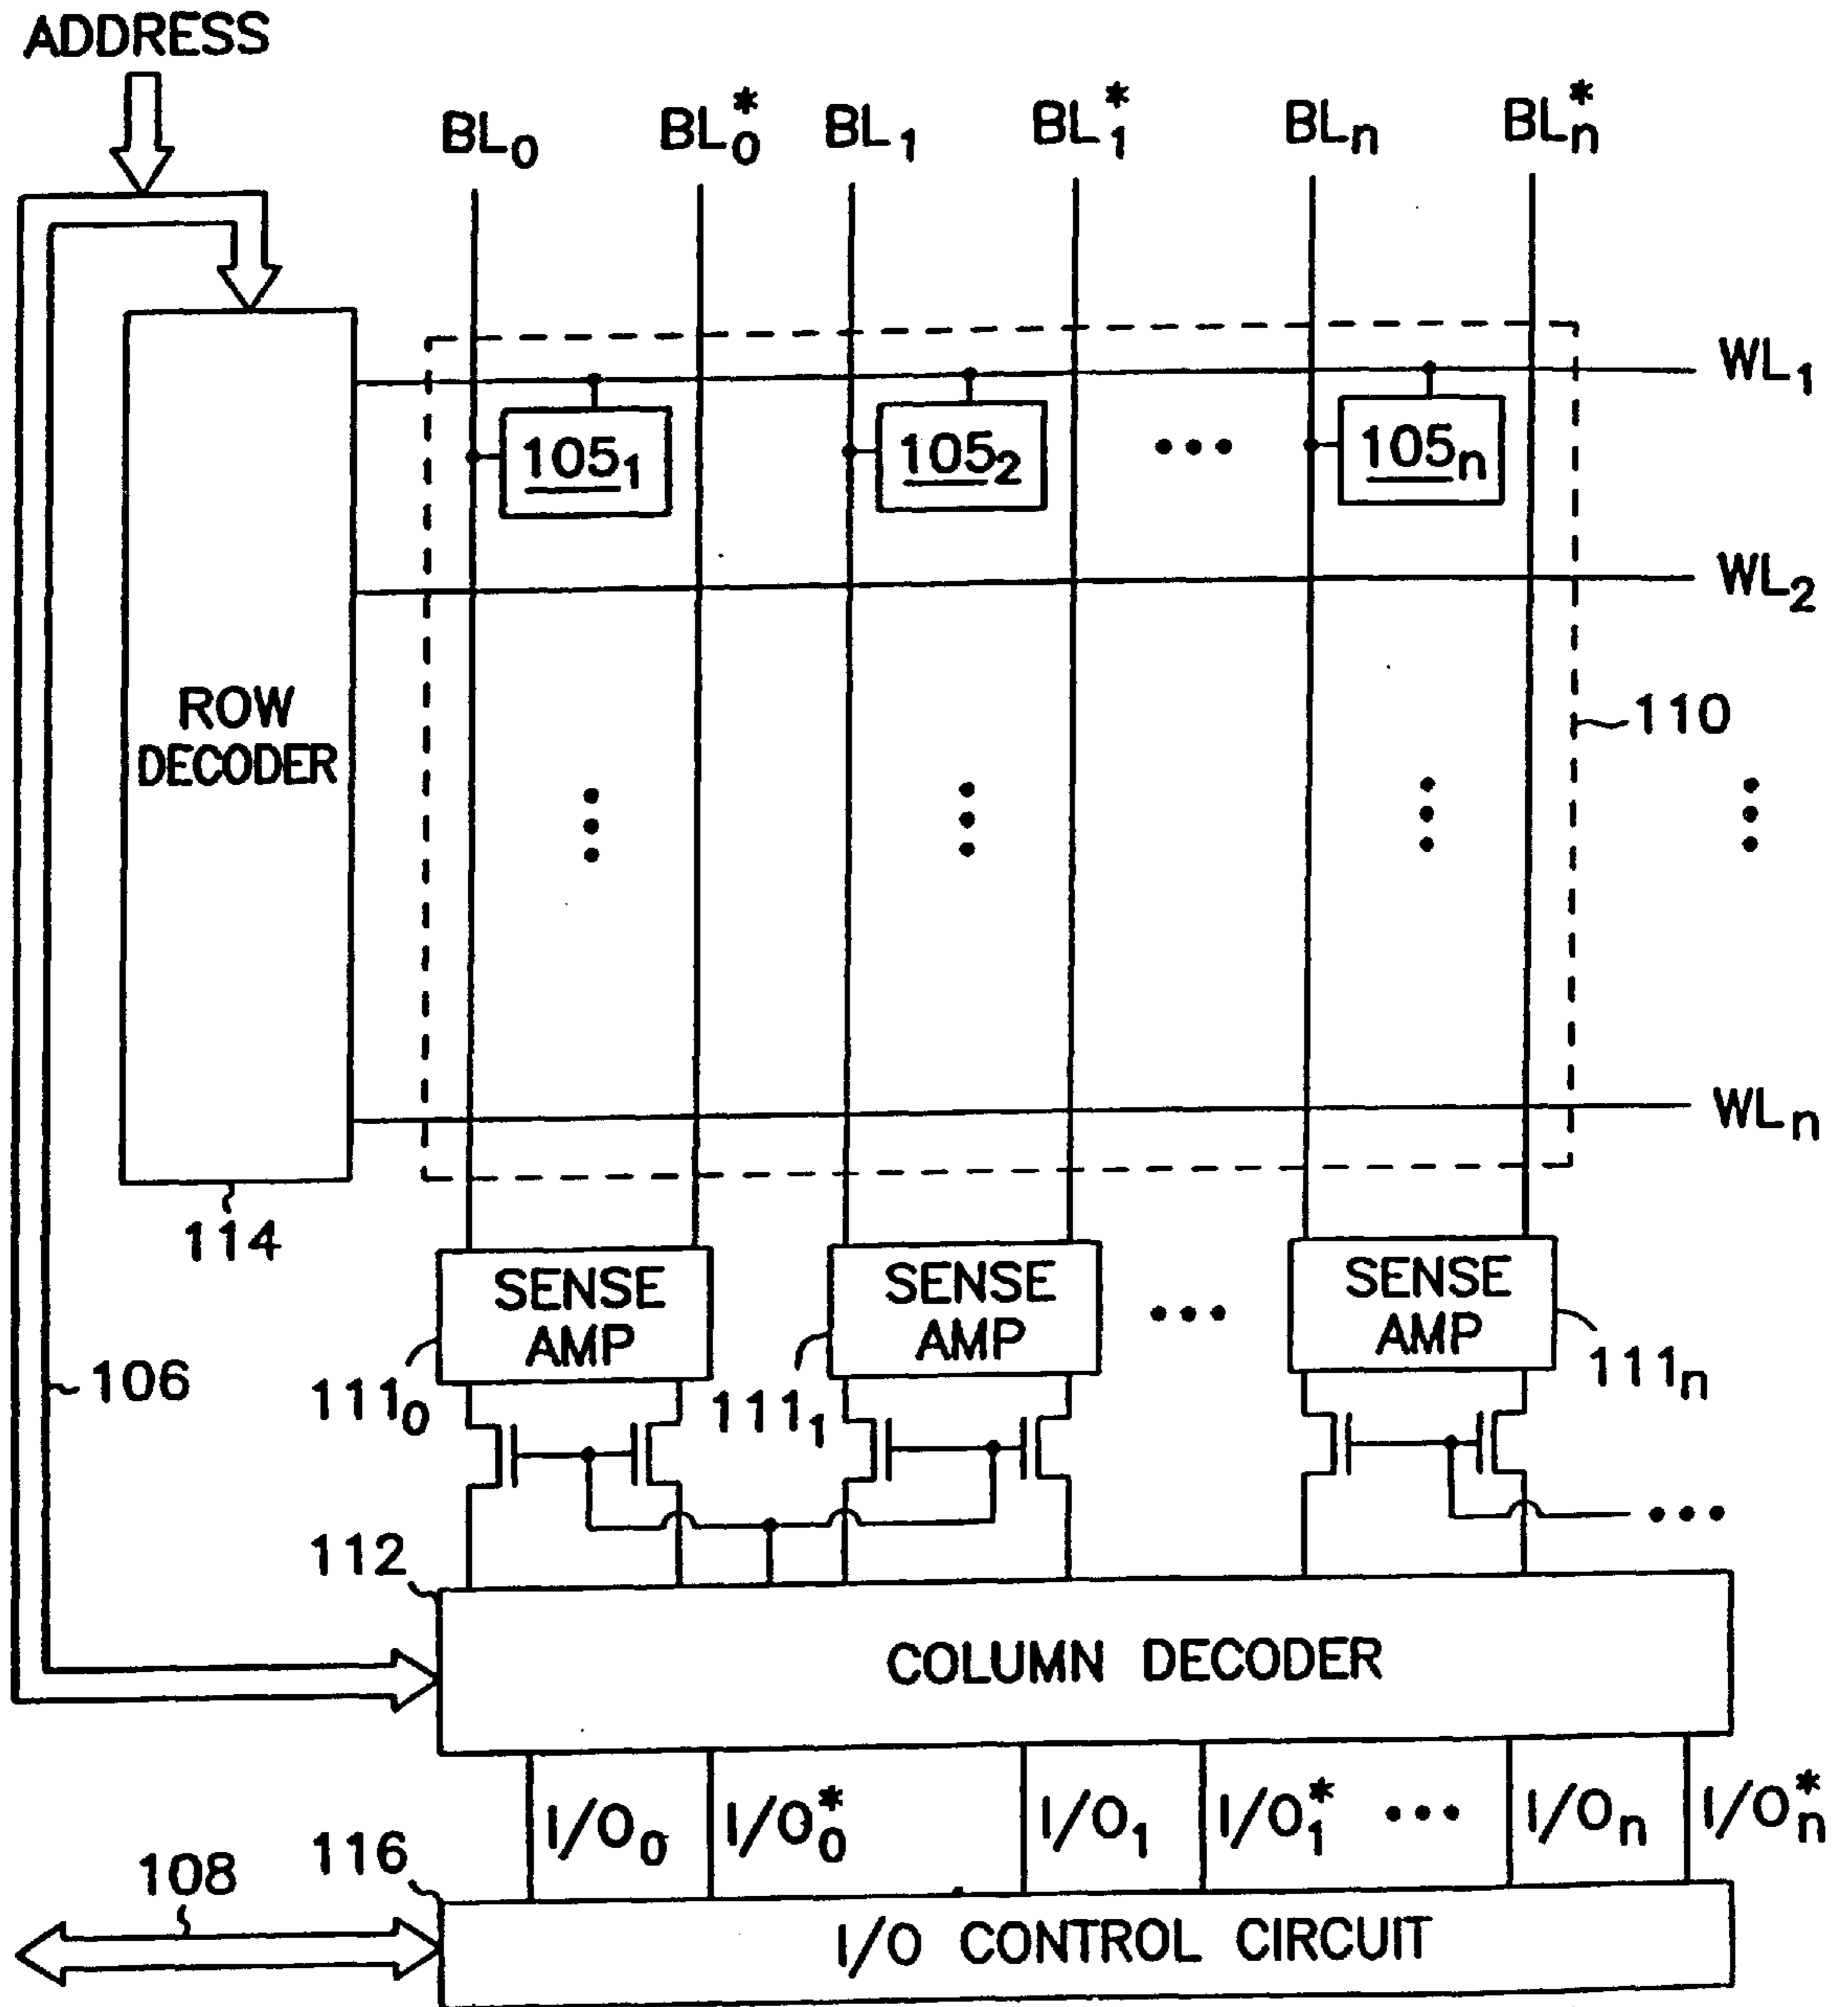 ADDRESS
BL₀ BL₀* BL₁ BL₁* BLₙ BLₙ*
WL₁
105₁ 105₂ ••• 105ₙ
WL₂
ROW
DECODER
110
WLₙ
114
SENSE
AMP
SENSE
AMP
•••
SENSE
AMP
106
111₀
111₁
111ₙ
•••
112
COLUMN DECODER
I/O₀ I/O₀* I/O₁ I/O₁* ••• I/Oₙ I/Oₙ*
116
108
I/O CONTROL CIRCUIT